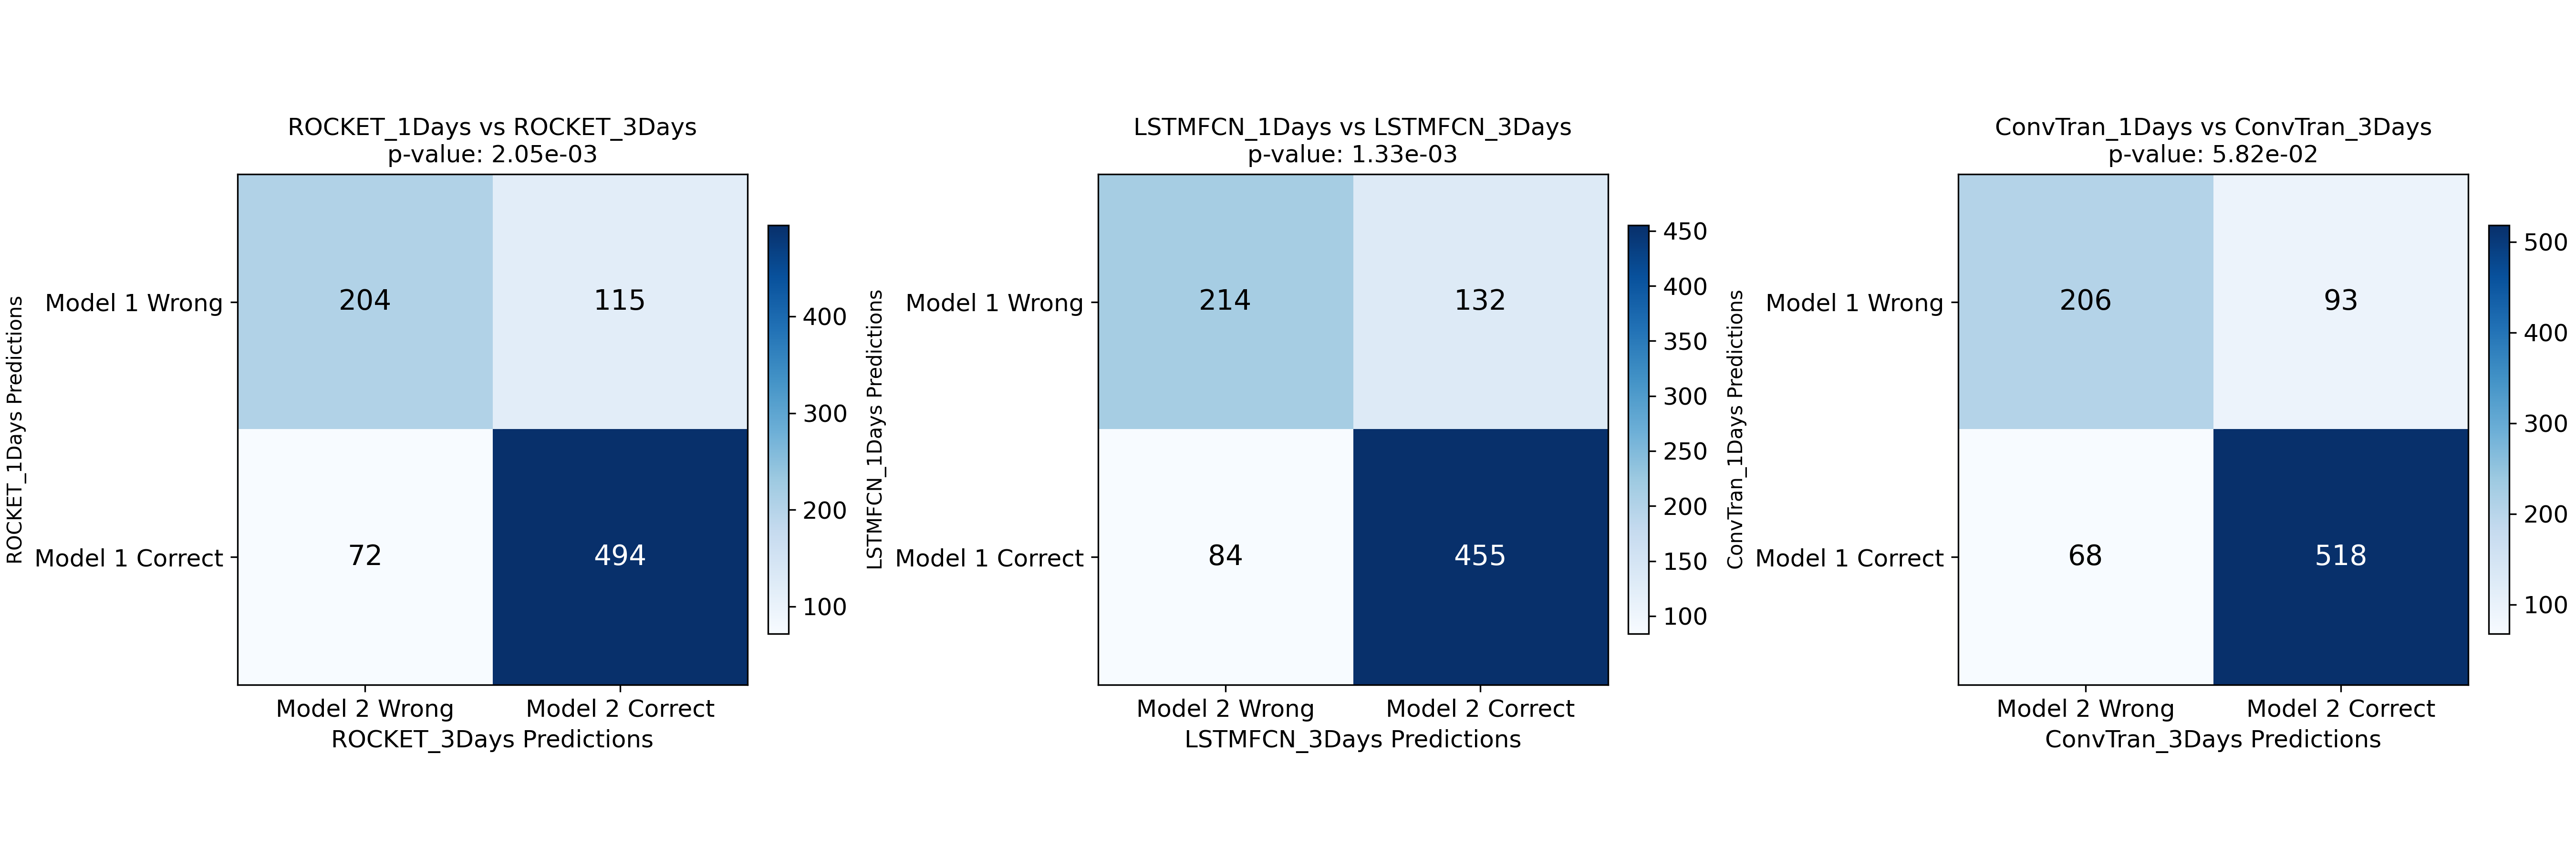 ROCKET_1Days vs ROCKET_3Days
p-value: 2.05e-03
ROCKET_1Days Predictions
Model 1 Wrong
Model 1 Correct
204
115
72
494
Model 2 Wrong
Model 2 Correct
ROCKET_3Days Predictions
400
300
200
100
LSTMFCN_1Days vs LSTMFCN_3Days
p-value: 1.33e-03
LSTMFCN_1Days Predictions
Model 1 Wrong
Model 1 Correct
214
132
84
455
Model 2 Wrong
Model 2 Correct
LSTMFCN_3Days Predictions
450
400
350
300
250
200
150
100
ConvTran_1Days vs ConvTran_3Days
p-value: 5.82e-02
ConvTran_1Days Predictions
Model 1 Wrong
Model 1 Correct
206
93
68
518
Model 2 Wrong
Model 2 Correct
ConvTran_3Days Predictions
500
400
300
200
100